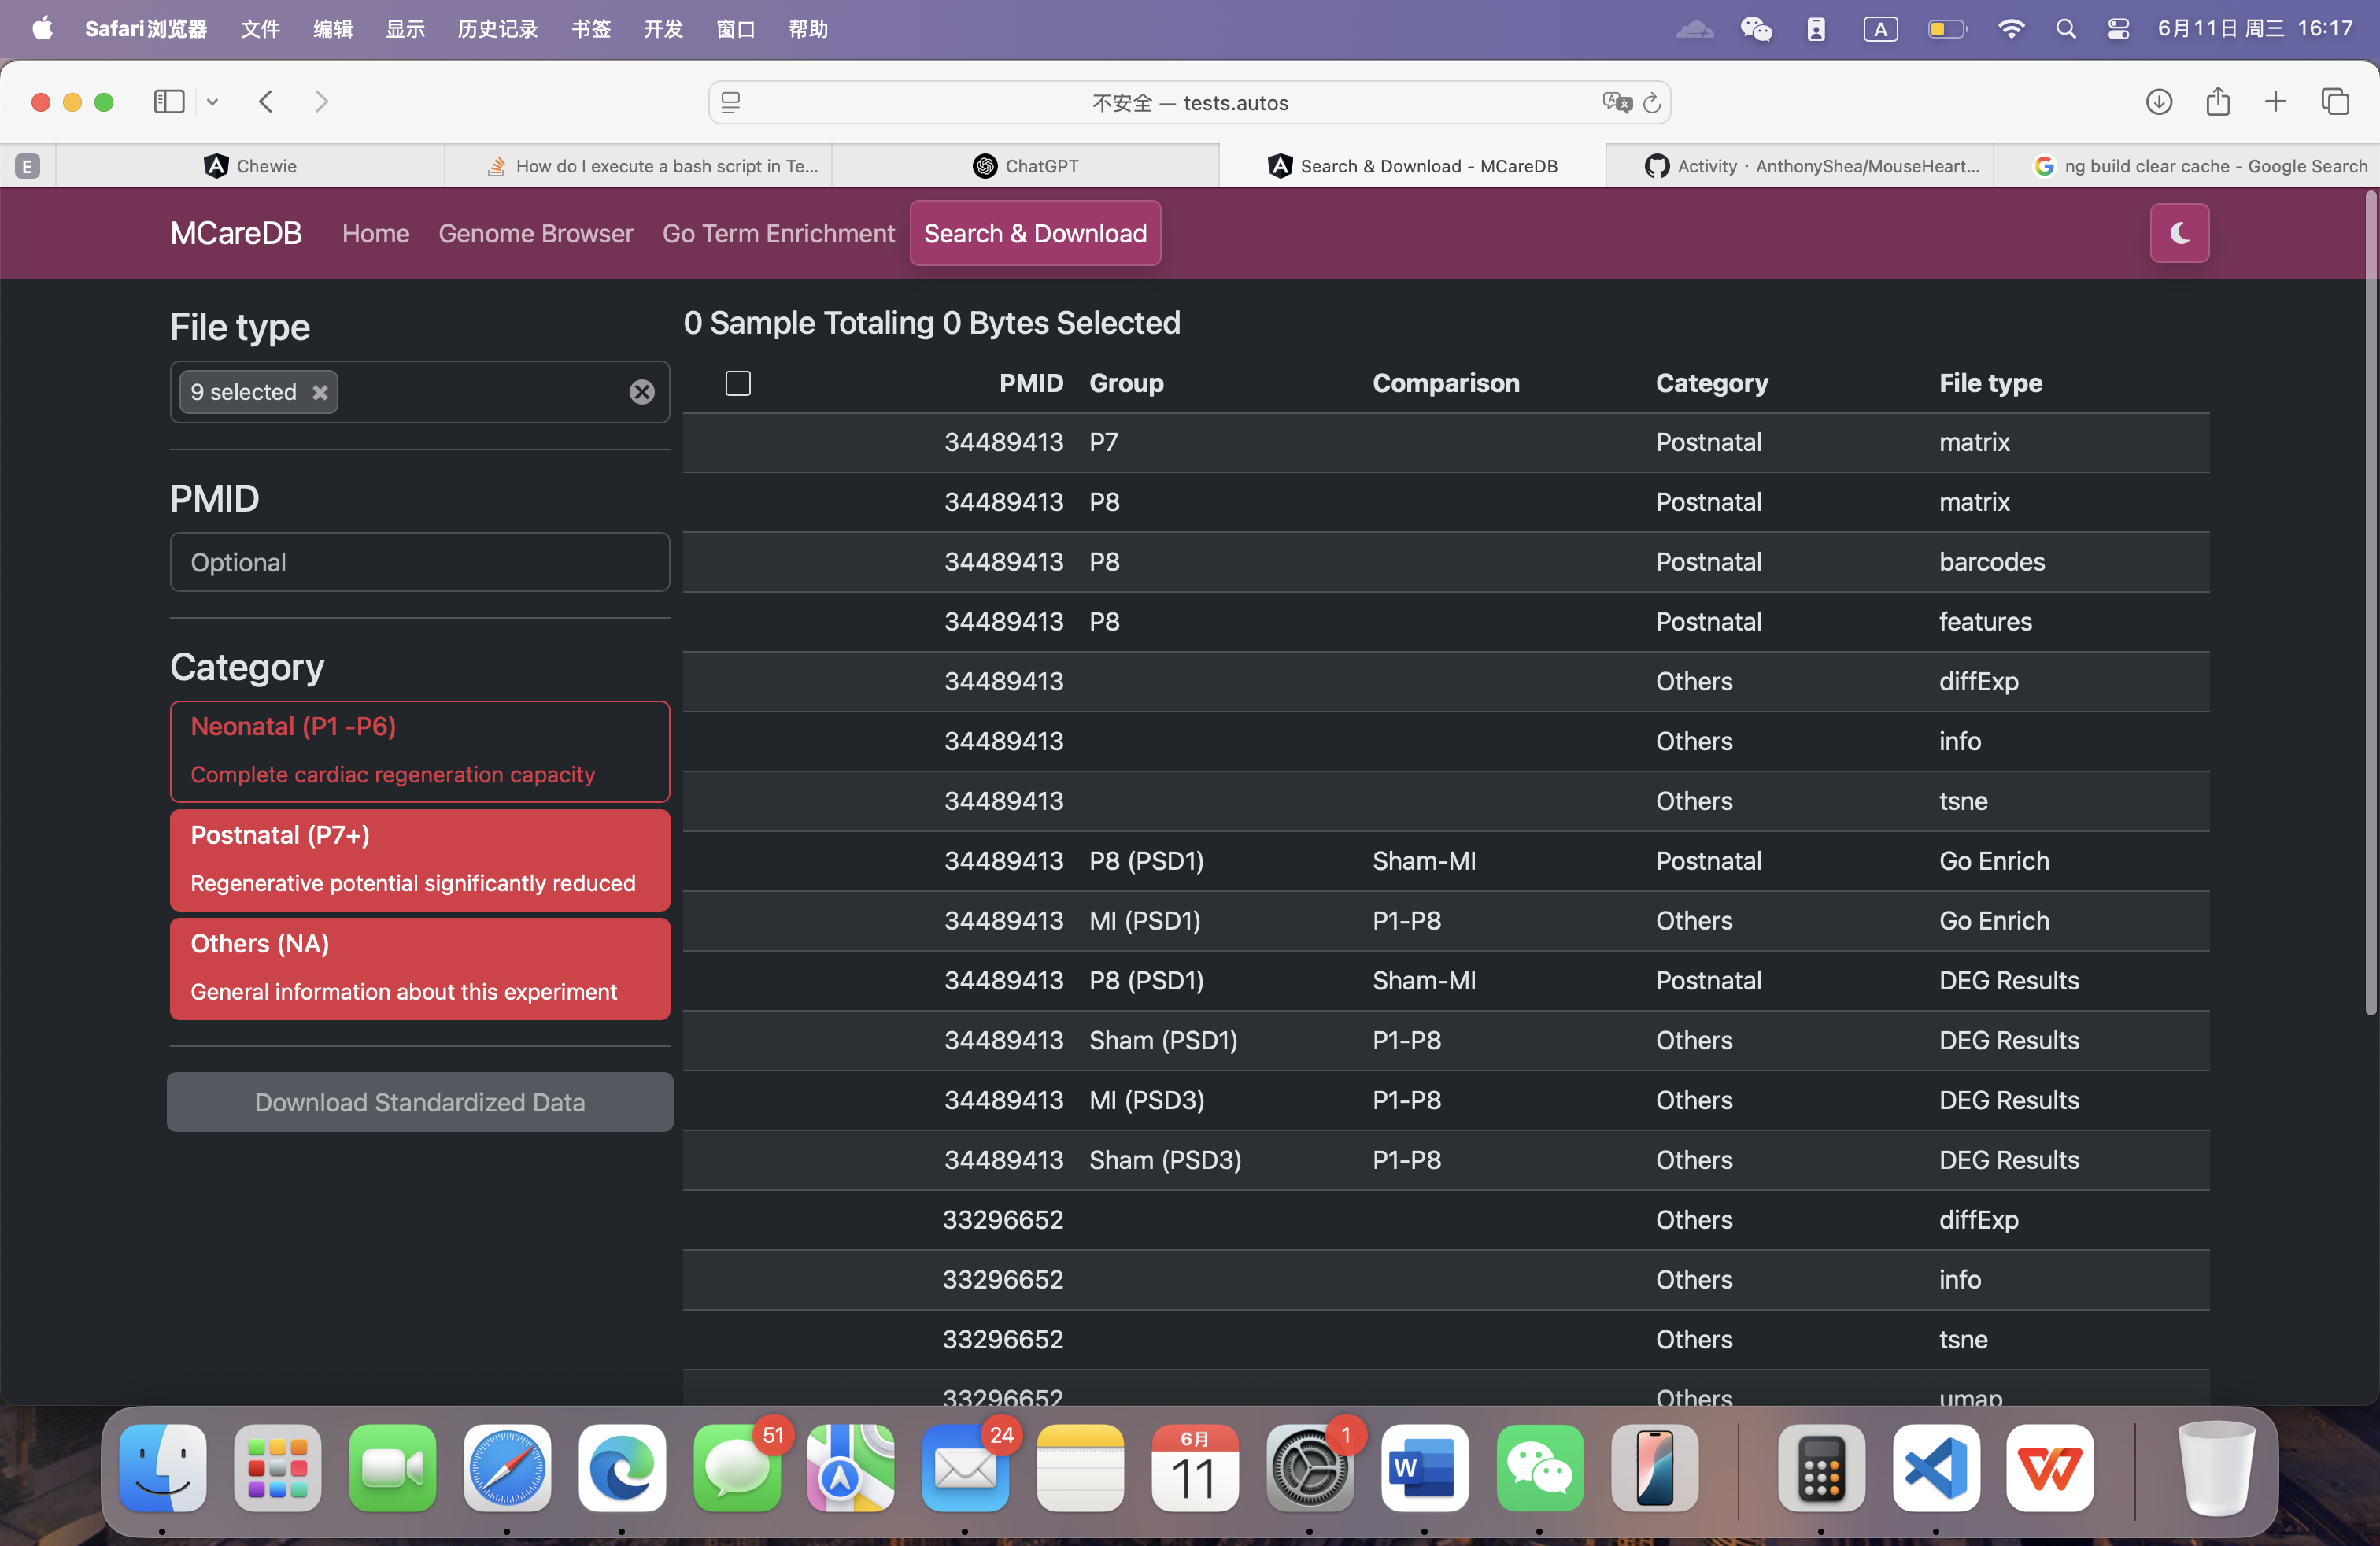 Safari浏览器 文件 编辑 显示 历史记录 书签 开发 窗口 帮助 A 6月11日 周三 16:17
不安全 — tests.autos
E Chewie How do I execute a bash script in Te... ChatGPT Search & Download - MCareDB Activity · AnthonyShea/MouseHeart... ng build clear cache - Google Search
MCareDB Home Genome Browser Go Term Enrichment Search & Download
File type
9 selected
PMID
Optional
Category
Neonatal (P1 -P6)
Complete cardiac regeneration capacity
Postnatal (P7+)
Regenerative potential significantly reduced
Others (NA)
General information about this experiment
Download Standardized Data
0 Sample Totaling 0 Bytes Selected
PMID Group Comparison Category File type
34489413 P7 Postnatal matrix
34489413 P8 Postnatal matrix
34489413 P8 Postnatal barcodes
34489413 P8 Postnatal features
34489413 Others diffExp
34489413 Others info
34489413 Others tsne
34489413 P8 (PSD1) Sham-MI Postnatal Go Enrich
34489413 MI (PSD1) P1-P8 Others Go Enrich
34489413 P8 (PSD1) Sham-MI Postnatal DEG Results
34489413 Sham (PSD1) P1-P8 Others DEG Results
34489413 MI (PSD3) P1-P8 Others DEG Results
34489413 Sham (PSD3) P1-P8 Others DEG Results
33296652 Others diffExp
33296652 Others info
33296652 Others tsne
33296652 Others umap
51 24 6月 11 1 W